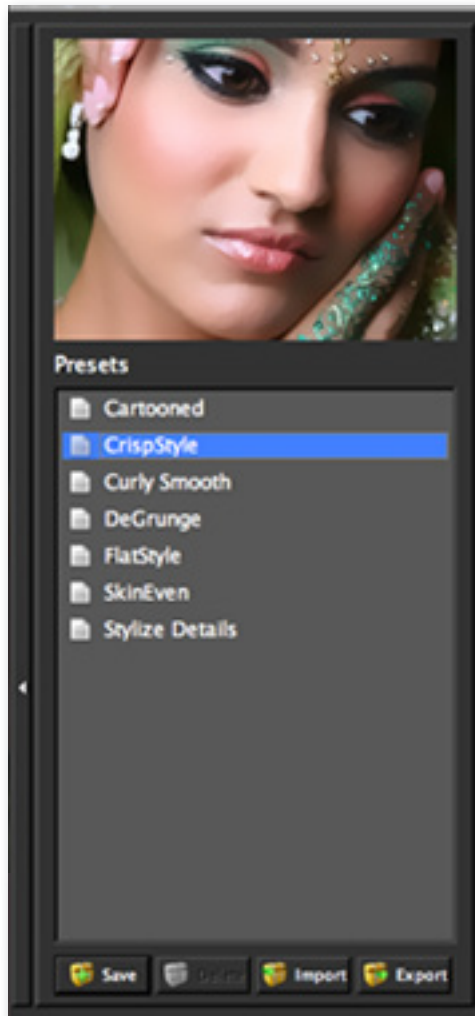 Presets
Cartooned
CrispStyle
Curly Smooth
DeGrunge
FlatStyle
SkinEven
Stylize Details
Save Import Export